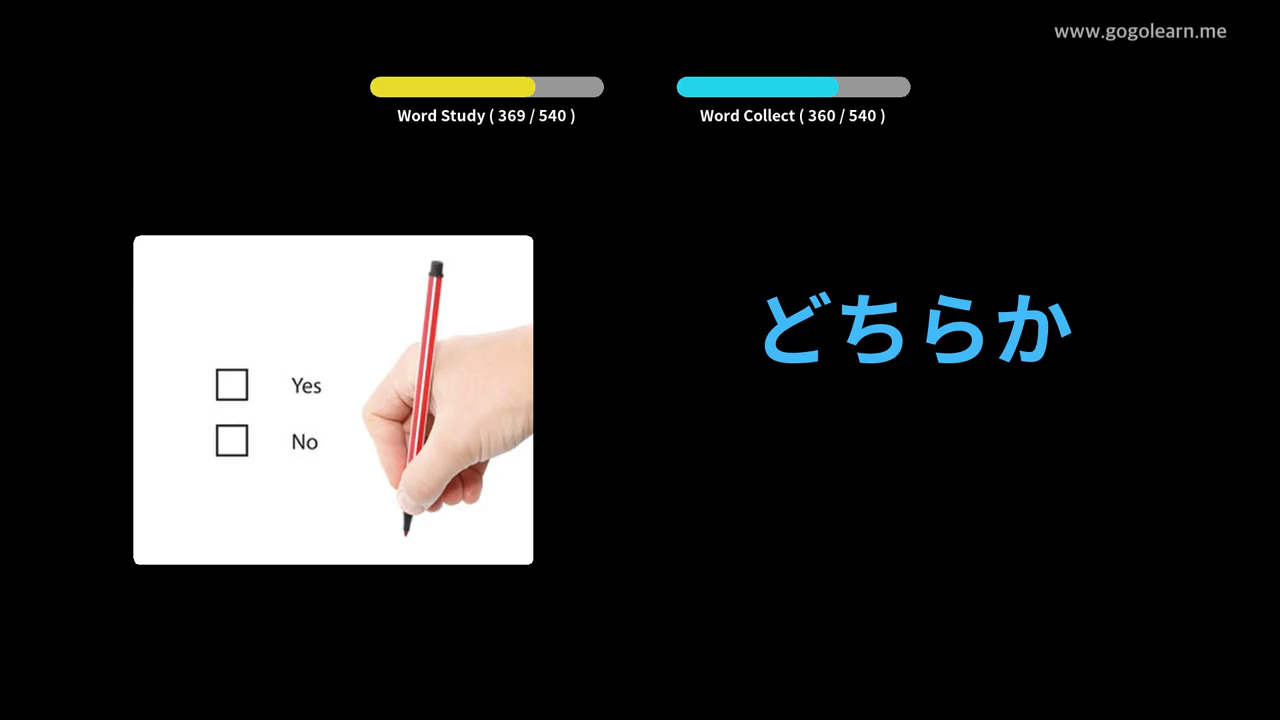 www.gogolearn.me
Word Study ( 369 / 540 )
Word Collect ( 360 / 540 )
Yes
No
どちらか